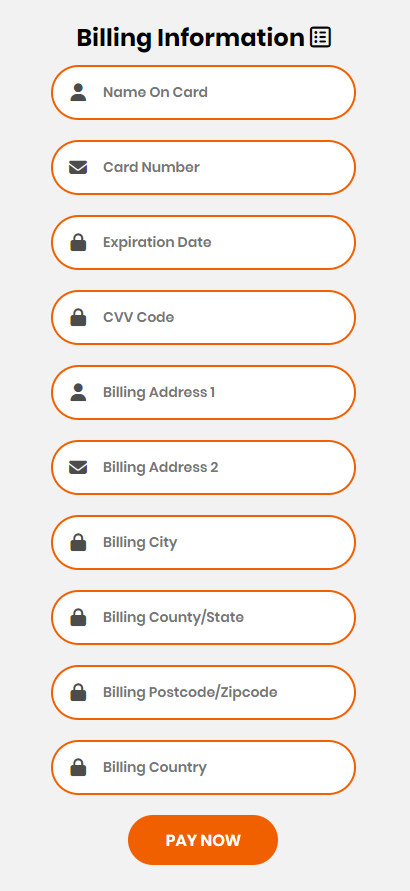 Billing Information
Name On Card
Card Number
Expiration Date
CVV Code
Billing Address 1
Billing Address 2
Billing City
Billing County/State
Billing Postcode/Zipcode
Billing Country
PAY NOW